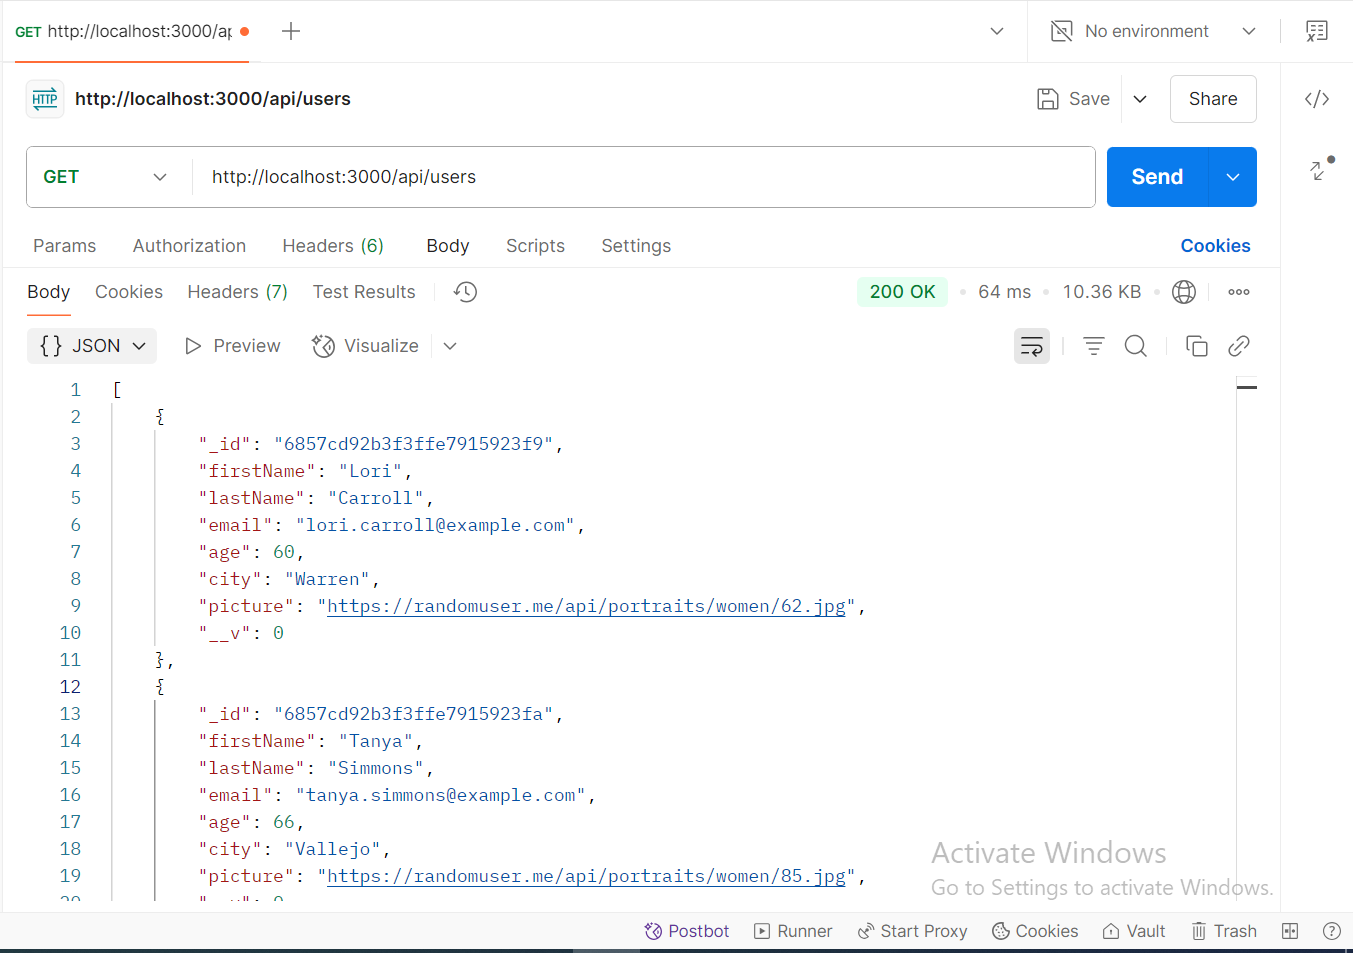 GET http://localhost:3000/ap
No environment
HTTP http://localhost:3000/api/users
Save
Share
GET http://localhost:3000/api/users
Send
Params Authorization Headers (6) Body Scripts Settings Cookies
Body Cookies Headers (7) Test Results 200 OK 64 ms 10.36 KB
{} JSON Preview Visualize
1 [
2 {
3 "_id": "6857cd92b3f3ffe7915923f9",
4 "firstName": "Lori",
5 "lastName": "Carroll",
6 "email": "lori.carroll@example.com",
7 "age": 60,
8 "city": "Warren",
9 "picture": "https://randomuser.me/api/portraits/women/62.jpg",
10 "__v": 0
11 },
12 {
13 "_id": "6857cd92b3f3ffe7915923fa",
14 "firstName": "Tanya",
15 "lastName": "Simmons",
16 "email": "tanya.simmons@example.com",
17 "age": 66,
18 "city": "Vallejo",
19 "picture": "https://randomuser.me/api/portraits/women/85.jpg",
Activate Windows
Go to Settings to activate Windows.
Postbot Runner Start Proxy Cookies Vault Trash